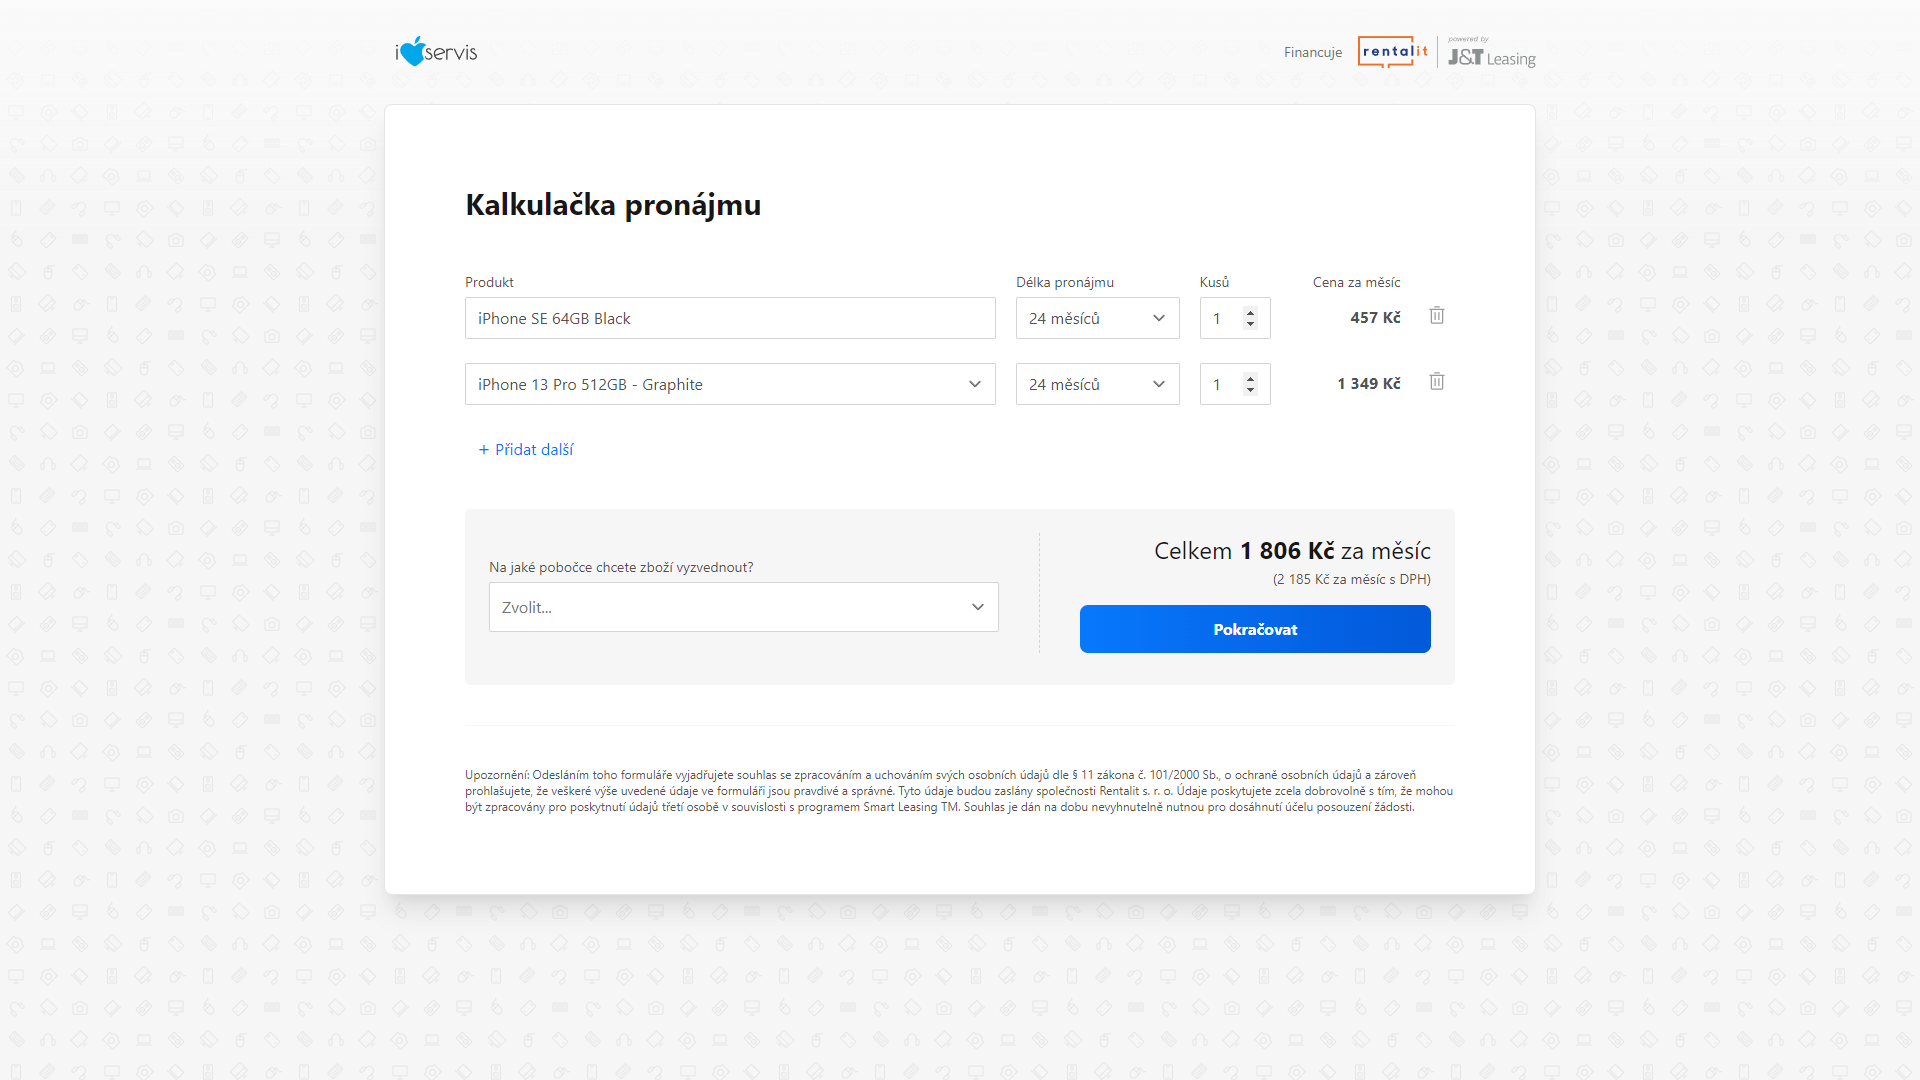 i servis
Financuje
rentalit
powered by
J&T Leasing
Kalkulačka pronájmu
Produkt
Délka pronájmu
Kusů
Cena za měsíc
iPhone SE 64GB Black
24 měsíců
1
457 Kč
iPhone 13 Pro 512GB - Graphite
24 měsíců
1
1 349 Kč
+ Přidat další
Na jaké pobočce chcete zboží vyzvednout?
Zvolit...
Celkem 1 806 Kč za měsíc
(2 185 Kč za měsíc s DPH)
Pokračovat
Upozornění: Odesláním toho formuláře vyjadřujete souhlas se zpracováním a uchováním svých osobních údajů dle § 11 zákona č. 101/2000 Sb., o ochraně osobních údajů a zároveň
prohlašujete, že veškeré výše uvedené údaje ve formuláři jsou pravdivé a správné. Tyto údaje budou zaslány společnosti Rentalit s. r. o. Údaje poskytujete zcela dobrovolně s tím, že mohou
být zpracovány pro poskytnutí údajů třetí osobě v souvislosti s programem Smart Leasing TM. Souhlas je dán na dobu nevyhnutelně nutnou pro dosáhnutí účelu posouzení žádosti.